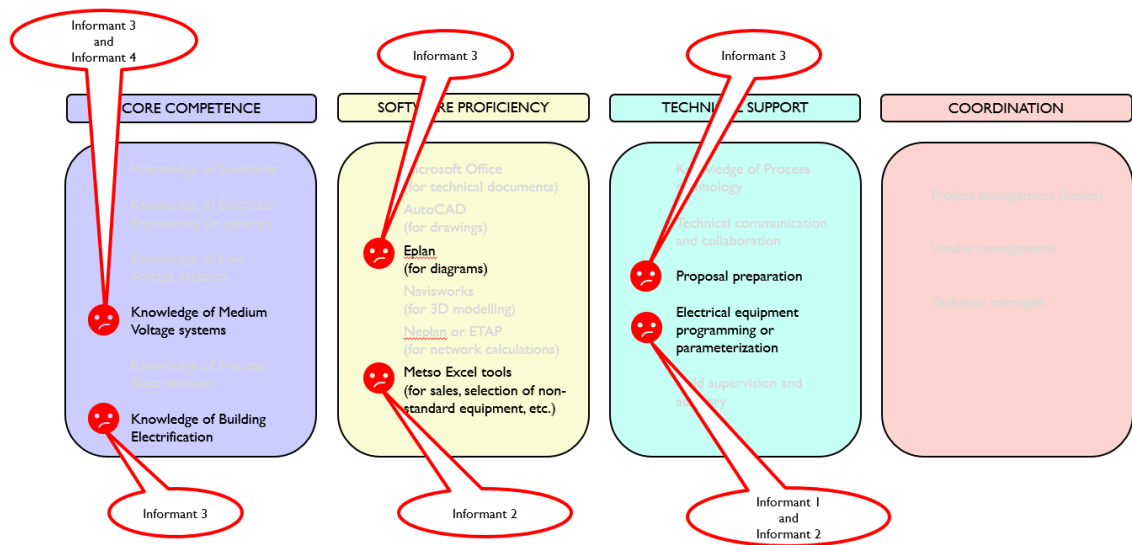 Informant 3
and
Informant 4
Informant 3
Informant 3
CORE COMPETENCE
SOFTWARE PROFICIENCY
TECHNICAL SUPPORT
COORDINATION
Knowledge of Standards
Knowledge of Electrical
Engineering (in general)
Knowledge of Low
Voltage systems
Knowledge of Medium
Voltage systems
Knowledge of Process
Electrification
Knowledge of Building
Electrification
Microsoft Office
(for technical documents)
AutoCAD
(for drawings)
Eplan
(for diagrams)
Navisworks
(for 3D modelling)
Neplan or ETAP
(for network calculations)
Metso Excel tools
(for sales, selection of non-
standard equipment, etc.)
Knowledge of Process
technology
Technical communication
and collaboration
Proposal preparation
Electrical equipment
programming or
parameterization
Field supervision and
advisory
Project management (basics)
Vendor management
Technical oversight
Informant 3
Informant 2
Informant 1
and
Informant 2